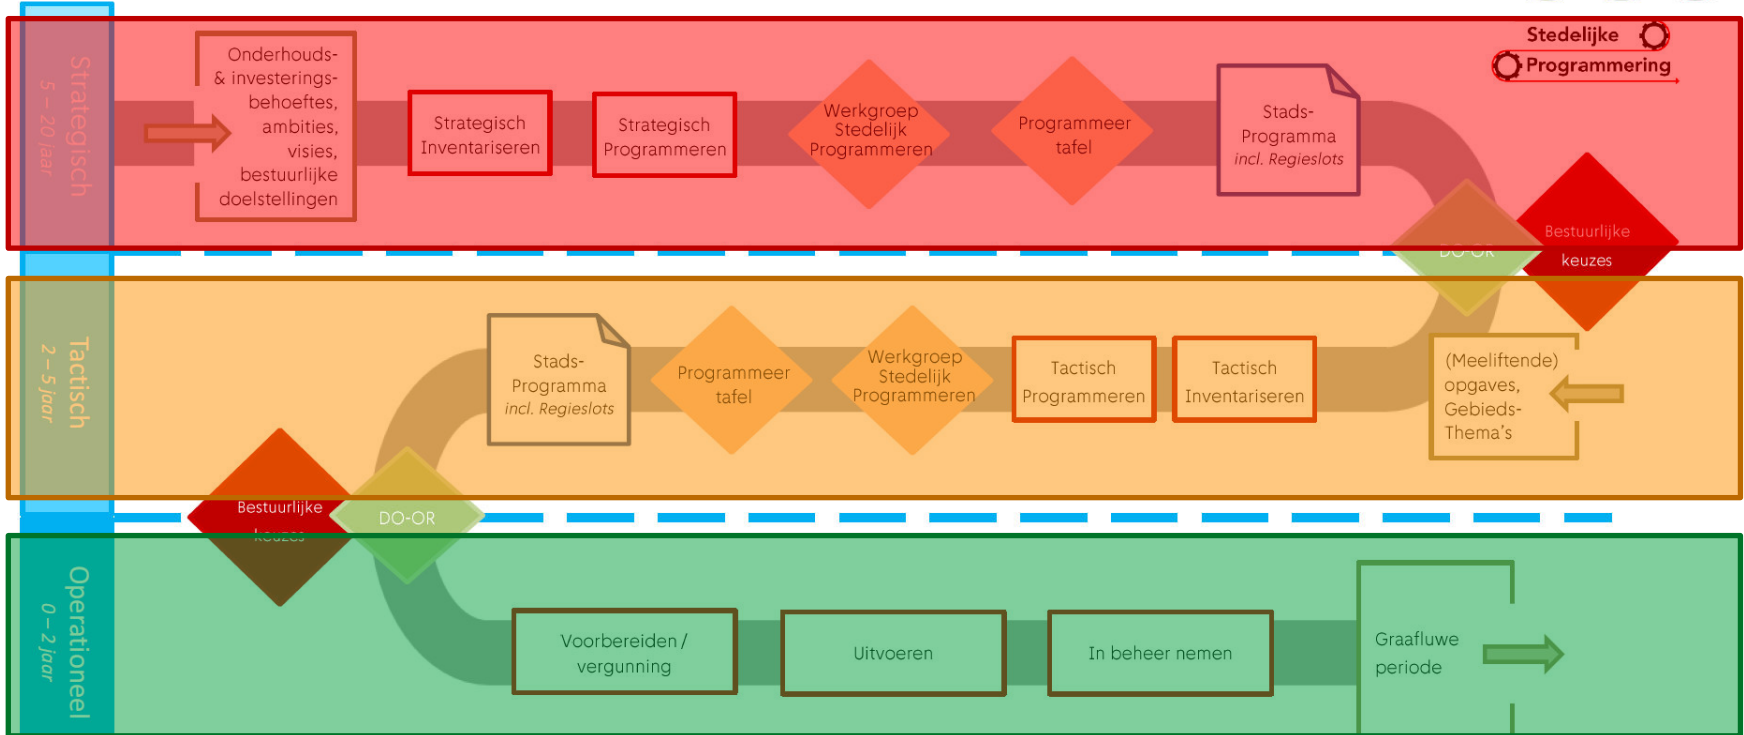 Stedelijke
Programmering
Strategisch
5 – 20 jaar
Onderhouds-
& investerings-
behoeftes,
ambities,
visies,
bestuurlijke
doelstellingen
Strategisch
Inventariseren
Strategisch
Programmeren
Werkgroep
Stedelijk
Programmeren
Programmeer
tafel
Stads-
Programma
incl. Regieslots
DO-OR
Bestuurlijke
keuzes
Tactisch
2 – 5 jaar
Stads-
Programma
incl. Regieslots
Programmeer
tafel
Werkgroep
Stedelijk
Programmeren
Tactisch
Programmeren
Tactisch
Inventariseren
(Meeliftende)
opgaves,
Gebieds-
Thema's
Bestuurlijke
keuzes
DO-OR
Operationeel
0 – 2 jaar
Voorbereiden /
vergunning
Uitvoeren
In beheer nemen
Graafluwe
periode